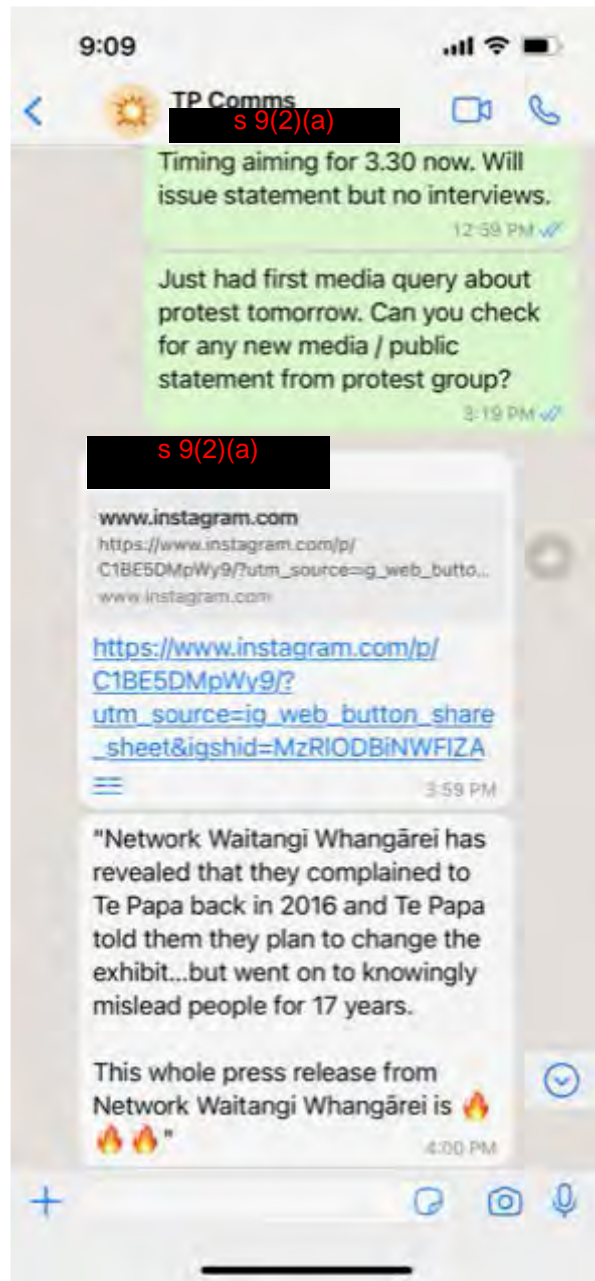 9:09
TP Comms
s 9(2)(a)
Timing aiming for 3.30 now. Will
issue statement but no interviews.
12:59 PM
Just had first media query about
protest tomorrow. Can you check
for any new media / public
statement from protest group?
3:19 PM
s 9(2)(a)
www.instagram.com
https://www.instagram.com/p/
C1BE5DMpWy9/?utm_source=ig_web_butto...
www.instagram.com
https://www.instagram.com/p/
C1BE5DMpWy9/?
utm_source=ig_web_button_share
_sheet&igshid=MzRlODBiNWFlZA
==
3:59 PM
"Network Waitangi Whangārei has
revealed that they complained to
Te Papa back in 2016 and Te Papa
told them they plan to change the
exhibit...but went on to knowingly
mislead people for 17 years.
This whole press release from
Network Waitangi Whangārei is 🔥
🔥🔥"
4:00 PM